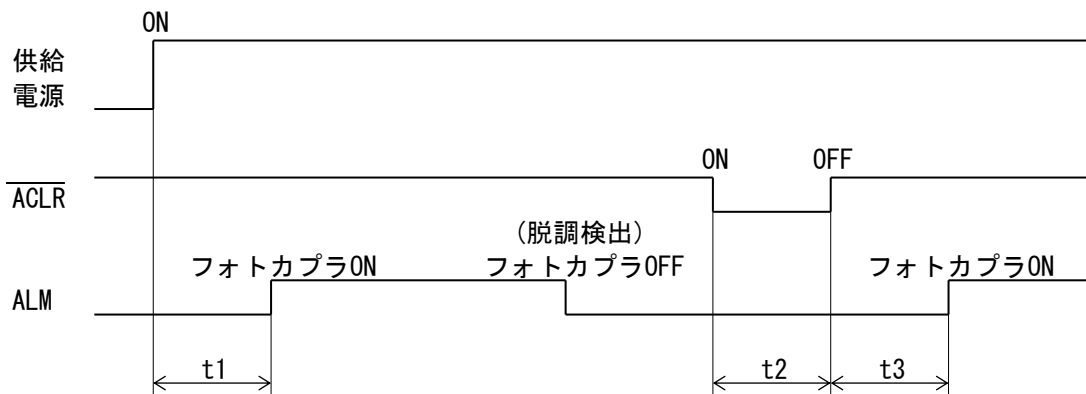 ON
供給
電源
ON OFF
ACLR
(脱調検出)
フォトカプラON フォトカプラOFF フォトカプラON
ALM
t1 t2 t3